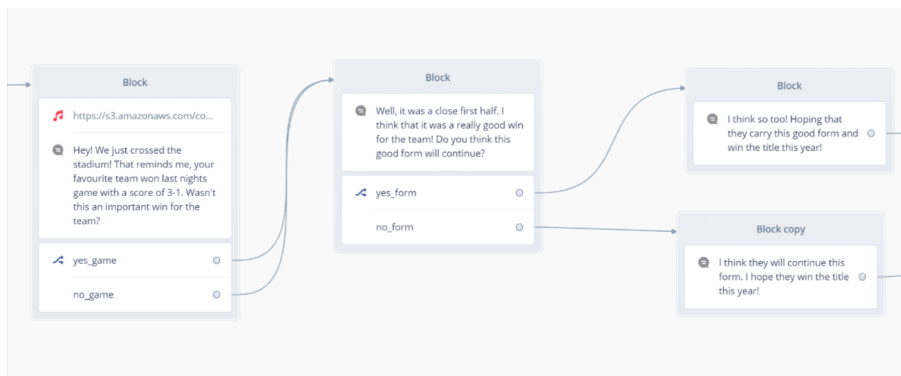 Block
https://s3.amazonaws.com/co...
Hey! We just crossed the
stadium! That reminds me, your
favourite team won last nights
game with a score of 3-1. Wasn't
this an important win for the
team?
yes_game
no_game
Block
Well, it was a close first half. I
think that it was a really good win
for the team! Do you think this
good form will continue?
yes_form
no_form
Block
I think so too! Hoping that
they carry this good form and
win the title this year!
Block copy
I think they will continue this
form. I hope they win the title
this year!